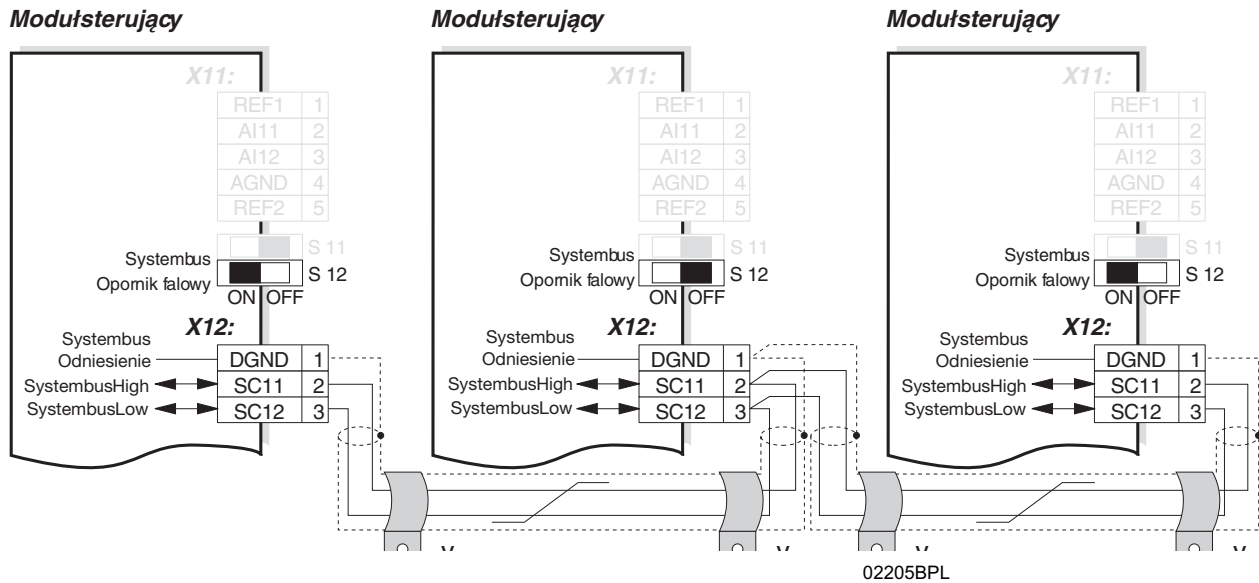 Modułsterujący
X11:
REF1 1
AI11 2
AI12 3
AGND 4
REF2 5
S 11
Systembus
Opornik falowy
S 12
ON OFF
X12:
Systembus
Odniesienie
DGND 1
SystembusHigh
SC11 2
SystembusLow
SC12 3
Modułsterujący
X11:
REF1 1
AI11 2
AI12 3
AGND 4
REF2 5
S 11
Systembus
Opornik falowy
S 12
ON OFF
X12:
Systembus
Odniesienie
DGND 1
SystembusHigh
SC11 2
SystembusLow
SC12 3
Modułsterujący
X11:
REF1 1
AI11 2
AI12 3
AGND 4
REF2 5
S 11
Systembus
Opornik falowy
S 12
ON OFF
X12:
Systembus
Odniesienie
DGND 1
SystembusHigh
SC11 2
SystembusLow
SC12 3
02205BPL